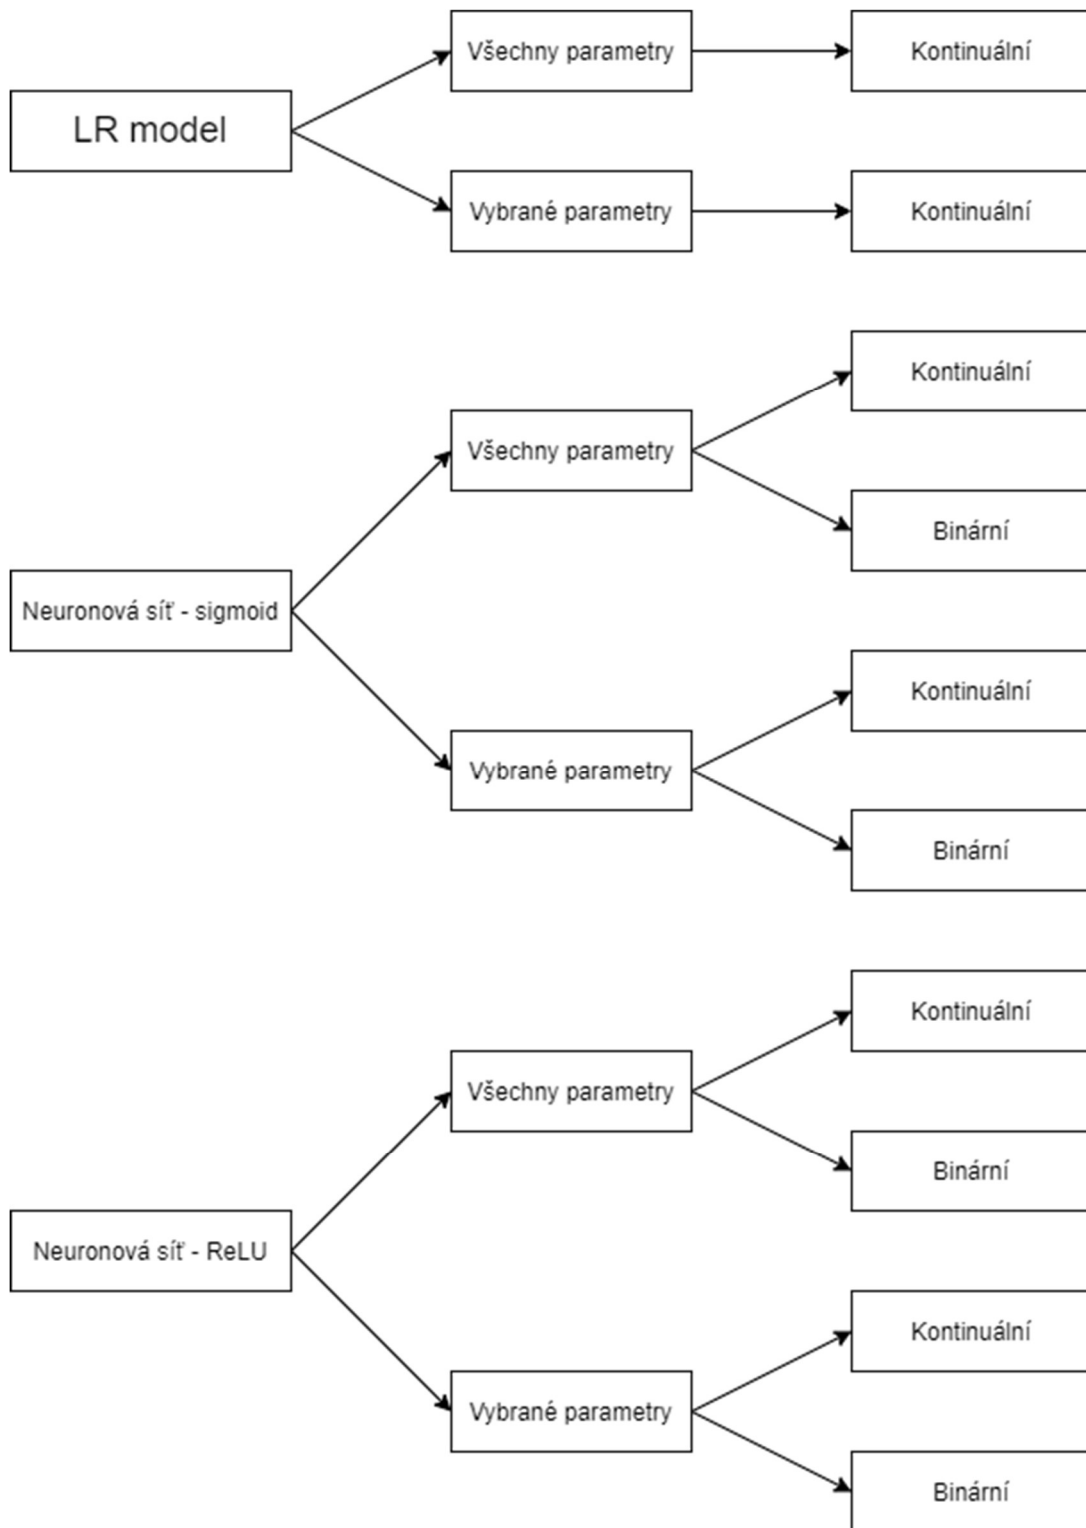 LR model
Všechny parametry
Kontinuální
Vybrané parametry
Kontinuální
Neuronová síť - sigmoid
Všechny parametry
Kontinuální
Binární
Vybrané parametry
Kontinuální
Binární
Neuronová síť - ReLU
Všechny parametry
Kontinuální
Binární
Vybrané parametry
Kontinuální
Binární